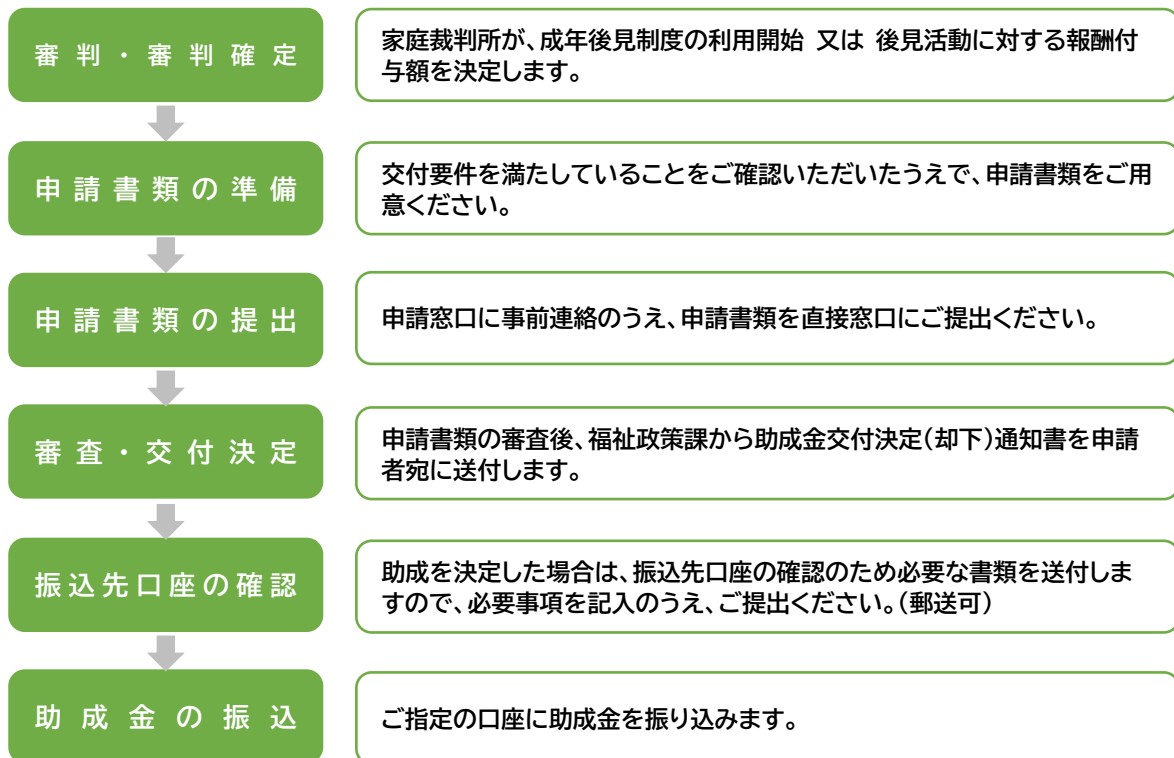 審判・審判確定
家庭裁判所が、成年後見制度の利用開始 又は 後見活動に対する報酬付
与額を決定します。
申請書類の準備
交付要件を満たしていることをご確認いただいたうえで、申請書類をご用
意ください。
申請書類の提出
申請窓口に事前連絡のうえ、申請書類を直接窓口にご提出ください。
審査・交付決定
申請書類の審査後、福祉政策課から助成金交付決定(却下)通知書を申請
者宛に送付します。
振込先口座の確認
助成を決定した場合は、振込先口座の確認のため必要な書類を送付しま
すので、必要事項を記入のうえ、ご提出ください。(郵送可)
助成金の振込
ご指定の口座に助成金を振り込みます。